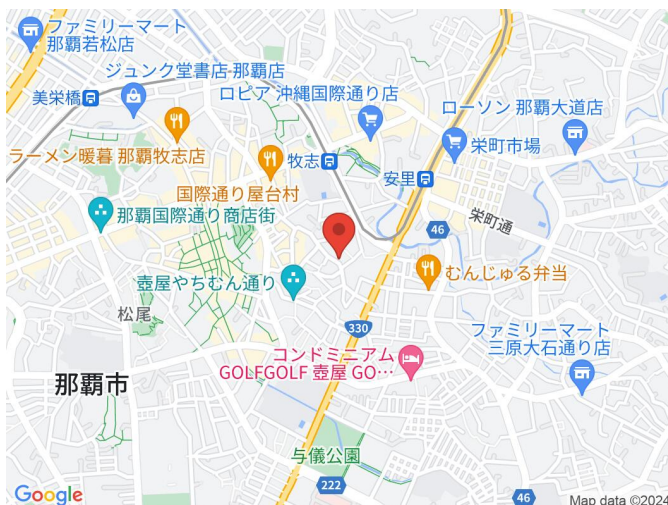 ファミリーマート
那覇若松店
ジュンク堂書店 那覇店
美栄橋
ロピア 沖縄国際通り店
ローソン 那覇大道店
ラーメン暖暮 那覇牧志店
牧志
栄町市場
国際通り屋台村
安里
那覇国際通り商店街
栄町通
46
壺屋やちむん通り
むんじゅる弁当
松尾
330
ファミリーマート
三原大石通り店
コンドミニアム
GOLFGOLF 壺屋 GO…
那覇市
与儀公園
222
46
Google
Map data ©2024